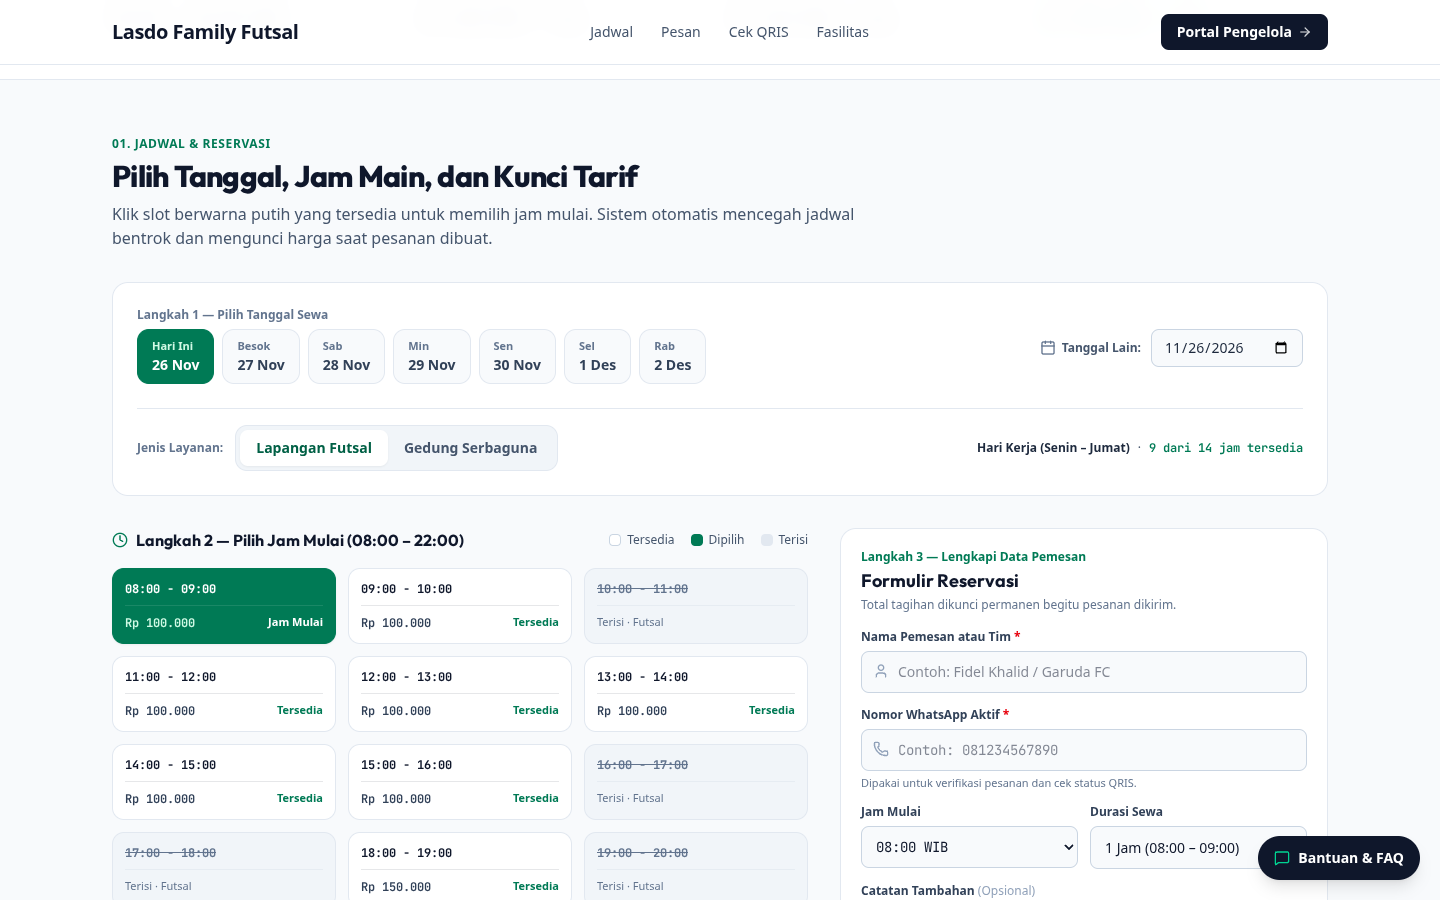 Lasdo Family Futsal
Jadwal
Pesan
Cek QRIS
Fasilitas
Portal Pengelola →
01. JADWAL & RESERVASI
Pilih Tanggal, Jam Main, dan Kunci Tarif
Klik slot berwarna putih yang tersedia untuk memilih jam mulai. Sistem otomatis mencegah jadwal
bentrok dan mengunci harga saat pesanan dibuat.
Langkah 1 — Pilih Tanggal Sewa
Hari Ini
26 Nov
Besok
27 Nov
Sab
28 Nov
Min
29 Nov
Sen
30 Nov
Sel
1 Des
Rab
2 Des
Tanggal Lain:
11/26/2026
Jenis Layanan:
Lapangan Futsal
Gedung Serbaguna
Hari Kerja (Senin – Jumat) · 9 dari 14 jam tersedia
Langkah 2 — Pilih Jam Mulai (08:00 – 22:00)
Tersedia
Dipilih
Terisi
08:00 - 09:00
Rp 100.000
Jam Mulai
09:00 - 10:00
Rp 100.000
Tersedia
10:00 - 11:00
Terisi · Futsal
11:00 - 12:00
Rp 100.000
Tersedia
12:00 - 13:00
Rp 100.000
Tersedia
13:00 - 14:00
Rp 100.000
Tersedia
14:00 - 15:00
Rp 100.000
Tersedia
15:00 - 16:00
Rp 100.000
Tersedia
16:00 - 17:00
Terisi · Futsal
17:00 - 18:00
Terisi · Futsal
18:00 - 19:00
Rp 150.000
Tersedia
19:00 - 20:00
Terisi · Futsal
Langkah 3 — Lengkapi Data Pemesan
Formulir Reservasi
Total tagihan dikunci permanen begitu pesanan dikirim.
Nama Pemesan atau Tim *
Contoh: Fidel Khalid / Garuda FC
Nomor WhatsApp Aktif *
Contoh: 081234567890
Dipakai untuk verifikasi pesanan dan cek status QRIS.
Jam Mulai
08:00 WIB
Durasi Sewa
1 Jam (08:00 – 09:00)
Catatan Tambahan (Opsional)
Bantuan & FAQ